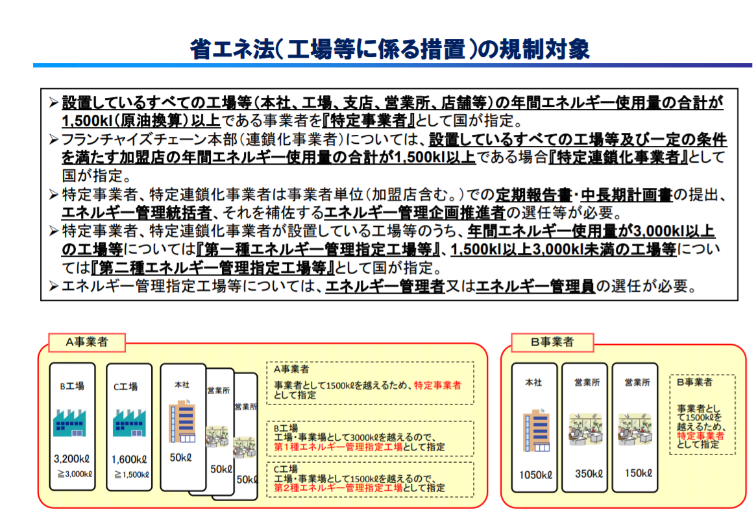 省エネ法(工場等に係る措置)の規制対象
➢設置しているすべての工場等(本社、工場、支店、営業所、店舗等)の年間エネルギー使用量の合計が
1,500kl(原油換算)以上である事業者を『特定事業者』として国が指定。
➢フランチャイズチェーン本部(連鎖化事業者)については、設置しているすべての工場等及び一定の条件
を満たす加盟店の年間エネルギー使用量の合計が1,500kl以上である場合『特定連鎖化事業者』として
国が指定。
➢特定事業者、特定連鎖化事業者は事業者単位(加盟店含む。)での定期報告書・中長期計画書の提出、
エネルギー管理統括者、それを補佐するエネルギー管理企画推進者の選任等が必要。
➢特定事業者、特定連鎖化事業者が設置している工場等のうち、年間エネルギー使用量が3,000kl以上
の工場等については『第一種エネルギー管理指定工場等』、1,500kl以上3,000kl未満の工場等につい
ては『第二種エネルギー管理指定工場等』として国が指定。
➢エネルギー管理指定工場等については、エネルギー管理者又はエネルギー管理員の選任が必要。
A事業者
B工場
3,200kℓ
≧3,000kℓ
C工場
1,600kℓ
≧1,500kℓ
本社
50kℓ
営業所
50kℓ
営業所
50kℓ
A事業者
事業者として1500kℓを越えるため、特定事業者
として指定
B工場
工場・事業場として3000kℓを越えるので、
第1種エネルギー管理指定工場として指定
C工場
工場・事業場として1500kℓを越えるので、
第2種エネルギー管理指定工場として指定
B事業者
本社
1050kℓ
営業所
350kℓ
営業所
150kℓ
B事業者
事業者とし
て1500kℓを
越えるため、
特定事業者
として指定